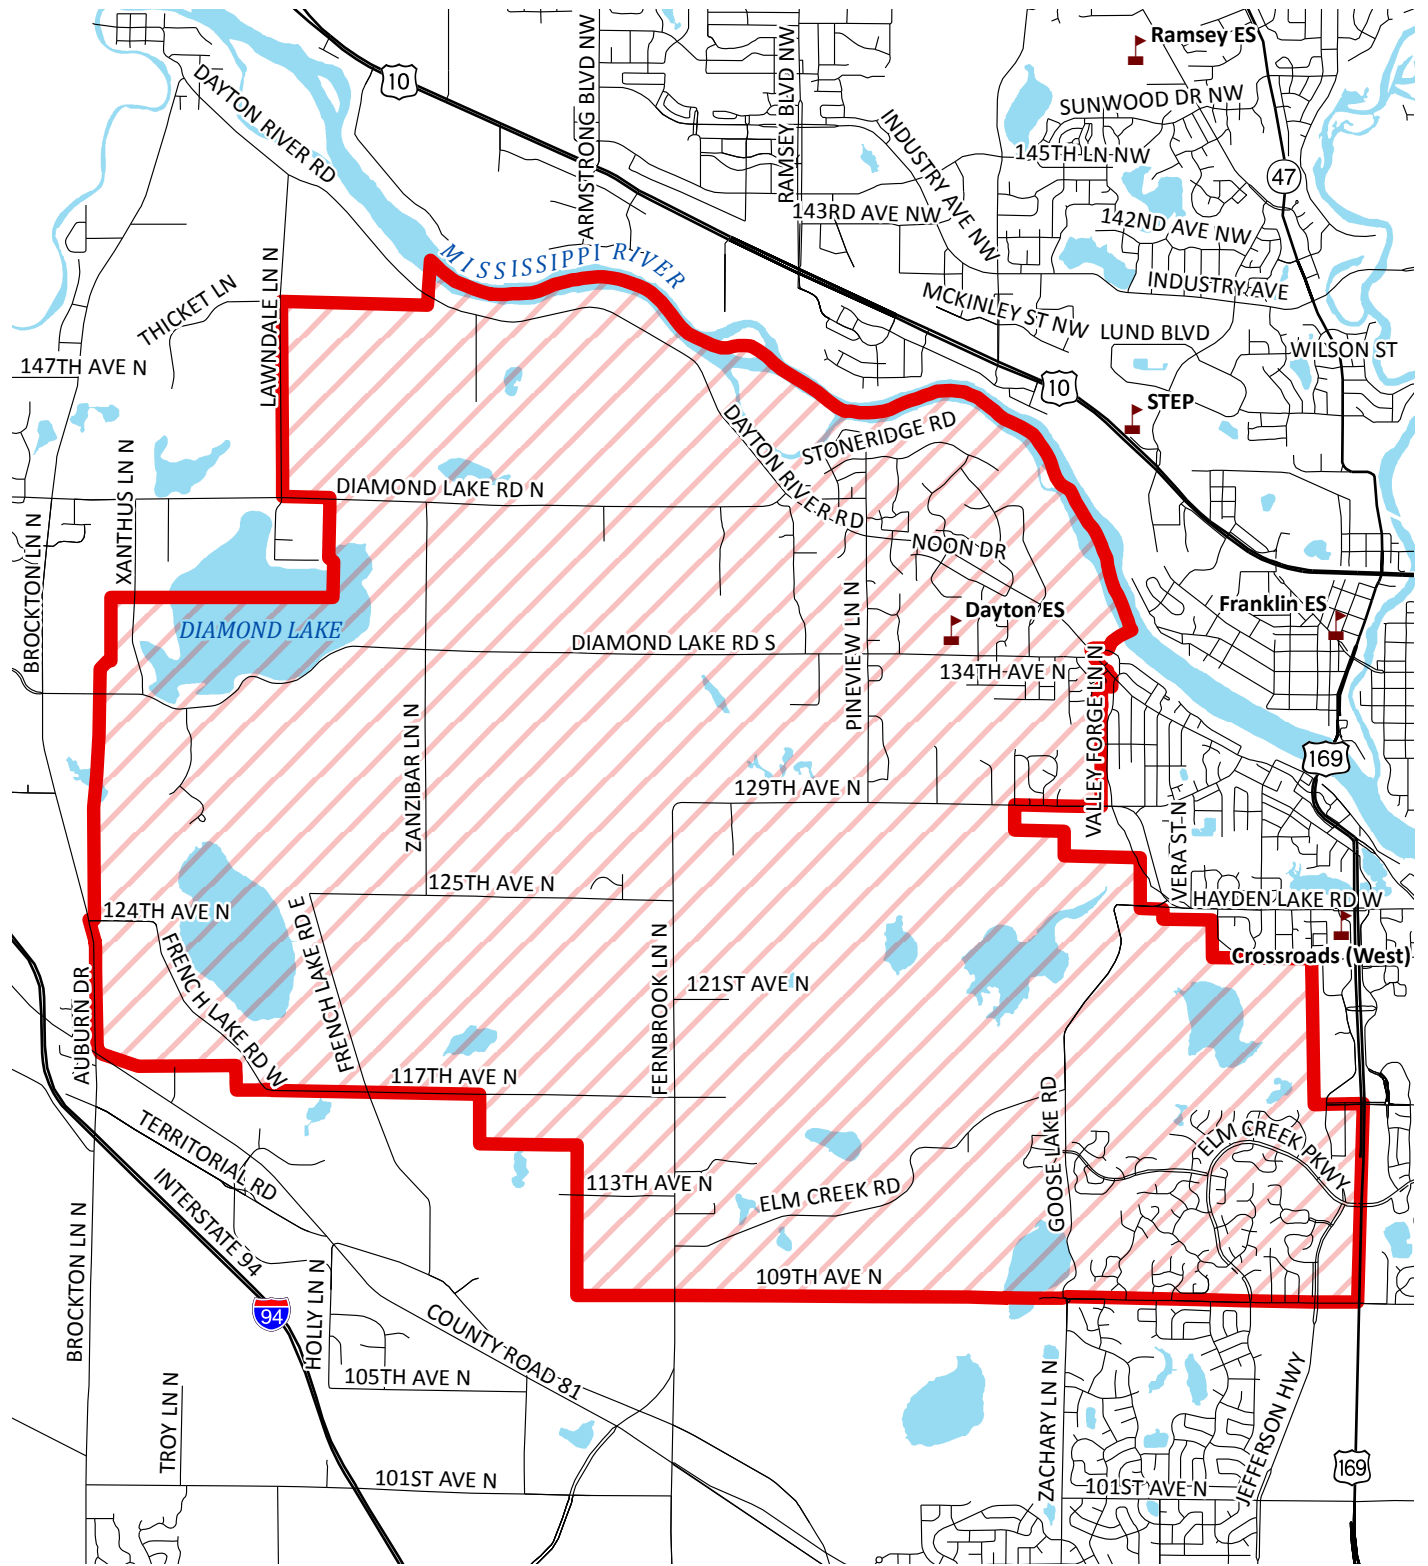 Ramsey ES
10
DAYTON RIVER RD
ARMSTRONG BLVD NW
RAMSEY BLVD NW
SUNWOOD DR NW
INDUSTRY AVE NW
145TH LN NW
47
143RD AVE NW
142ND AVE NW
MISSISSIPPI RIVER
INDUSTRY AVE
THICKET LN
LAWNDALE LN N
MCKINLEY ST NW
LUND BLVD
WILSON ST
147TH AVE N
10
STEP
DAYTON RIVER RD
STONERIDGE RD
XANTHUS LN N
DIAMOND LAKE RD N
BROCKTON LN N
NOON DR
Dayton ES
Franklin ES
DIAMOND LAKE
DIAMOND LAKE RD S
PINEVIEW LN N
134TH AVE N
VALLEY FORGE LN N
ZANZIBAR LN N
169
129TH AVE N
VERA ST N
125TH AVE N
HAYDEN LAKE RD W
124TH AVE N
FRENCH LAKE RD E
FRENCH LAKE RD W
FERNBROOK LN N
Crossroads (West)
121ST AVE N
AUBURN DR
117TH AVE N
GOOSE LAKE RD
TERRITORIAL RD
ELM CREEK PKWY
INTERSTATE 94
113TH AVE N
ELM CREEK RD
109TH AVE N
BROCKTON LN N
HOLLY LN N
94
COUNTY ROAD 81
105TH AVE N
TROY LN N
ZACHARY LN N
JEFFERSON HWY
169
101ST AVE N
101ST AVE N